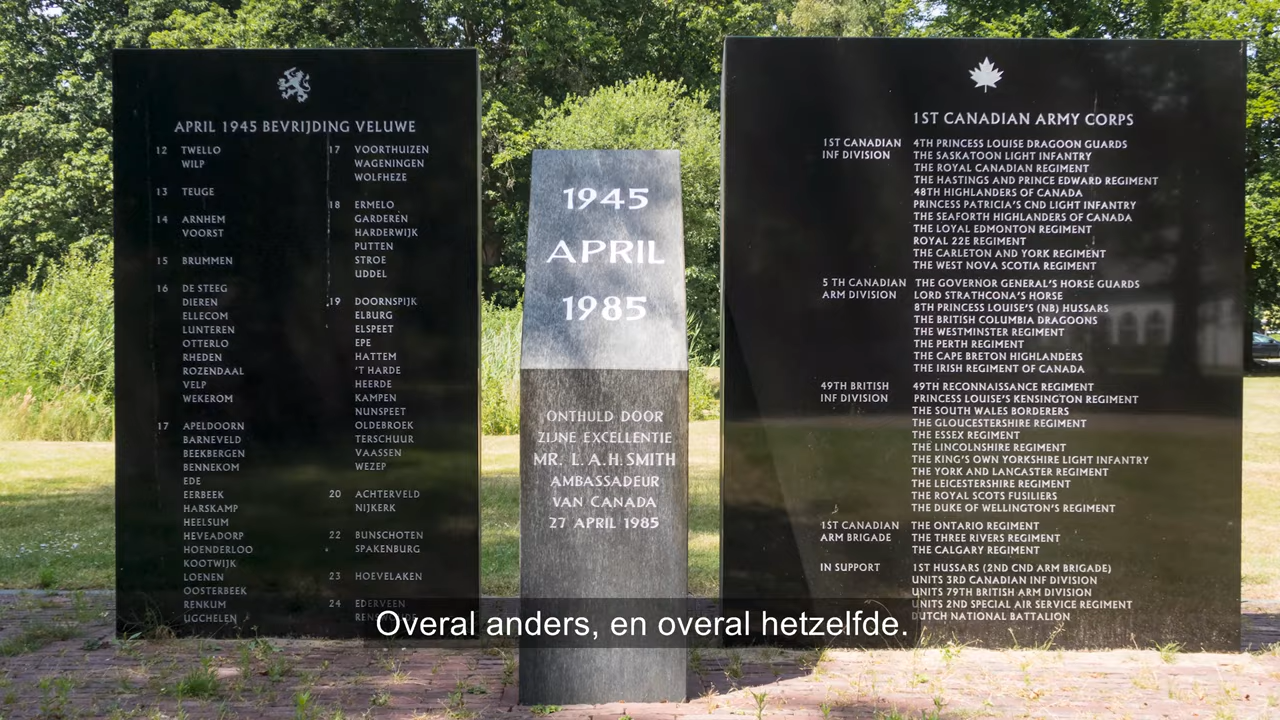 APRIL 1945 BEVRIJDING VELUWE
12 TWELLO
WILP
13 TEUGE
14 ARNHEM
VOORST
15 BRUMMEN
16 DE STEEG
DIEREN
ELLECOM
LUNTEREN
OTTERLO
RHEDEN
ROZENDAAL
VELP
WEKEROM
17 APELDOORN
BARNEVELD
BEEKBERGEN
BENNEKOM
EDE
EERBEEK
HARSKAMP
HEELSUM
HEVEADORP
HOENDERLOO
KOOTWIJK
LOENEN
OOSTERBEEK
RENKUM
UGCHELEN
17 VOORTHUIZEN
WAGENINGEN
WOLFHEZE
18 ERMELO
GARDEREN
HARDERWIJK
PUTTEN
STROE
UDDEL
19 DOORNSPIJK
ELBURG
ELSPEET
EPE
HATTEM
'T HARDE
HEERDE
KAMPEN
NUNSPEET
OLDEBROEK
TERSCHUUR
VAASSEN
WEZEP
20 ACHTERVELD
NIJKERK
22 BUNSCHOTEN
SPAKENBURG
23 HOEVELAKEN
24 EDERVEEN
1945
APRIL
1985
ONTHULD DOOR
ZIJNE EXCELLENTIE
MR. L.A.H.SMITH
AMBASSADEUR
VAN CANADA
27 APRIL 1985
1ST CANADIAN ARMY CORPS
1ST CANADIAN 4TH PRINCESS LOUISE DRAGOON GUARDS
INF DIVISION THE SASKATOON LIGHT INFANTRY
THE ROYAL CANADIAN REGIMENT
THE HASTINGS AND PRINCE EDWARD REGIMENT
48TH HIGHLANDERS OF CANADA
PRINCESS PATRICIA'S CND LIGHT INFANTRY
THE SEAFORTH HIGHLANDERS OF CANADA
THE LOYAL EDMONTON REGIMENT
ROYAL 22E REGIMENT
THE CARLETON AND YORK REGIMENT
THE WEST NOVA SCOTIA REGIMENT
5 TH CANADIAN THE GOVERNOR GENERAL'S HORSE GUARDS
ARM DIVISION LORD STRATHCONA'S HORSE
8TH PRINCESS LOUISE'S (NB) HUSSARS
THE BRITISH COLUMBIA DRAGOONS
THE WESTMINSTER REGIMENT
THE PERTH REGIMENT
THE CAPE BRETON HIGHLANDERS
THE IRISH REGIMENT OF CANADA
49TH BRITISH 49TH RECONNAISSANCE REGIMENT
INF DIVISION PRINCESS LOUISE'S KENSINGTON REGIMENT
THE SOUTH WALES BORDERERS
THE GLOUCESTERSHIRE REGIMENT
THE ESSEX REGIMENT
THE LINCOLNSHIRE REGIMENT
THE KING'S OWN YORKSHIRE LIGHT INFANTRY
THE YORK AND LANCASTER REGIMENT
THE LEICESTERSHIRE REGIMENT
THE ROYAL SCOTS FUSILIERS
THE DUKE OF WELLINGTON'S REGIMENT
1ST CANADIAN THE ONTARIO REGIMENT
ARM BRIGADE THE THREE RIVERS REGIMENT
THE CALGARY REGIMENT
IN SUPPORT 1ST HUSSARS (2ND CND ARM BRIGADE)
UNITS 3RD CANADIAN INF DIVISION
UNITS 79TH BRITISH ARM DIVISION
UNITS 2ND SPECIAL AIR SERVICE REGIMENT
DUTCH NATIONAL BATTALION
Overal anders, en overal hetzelfde.